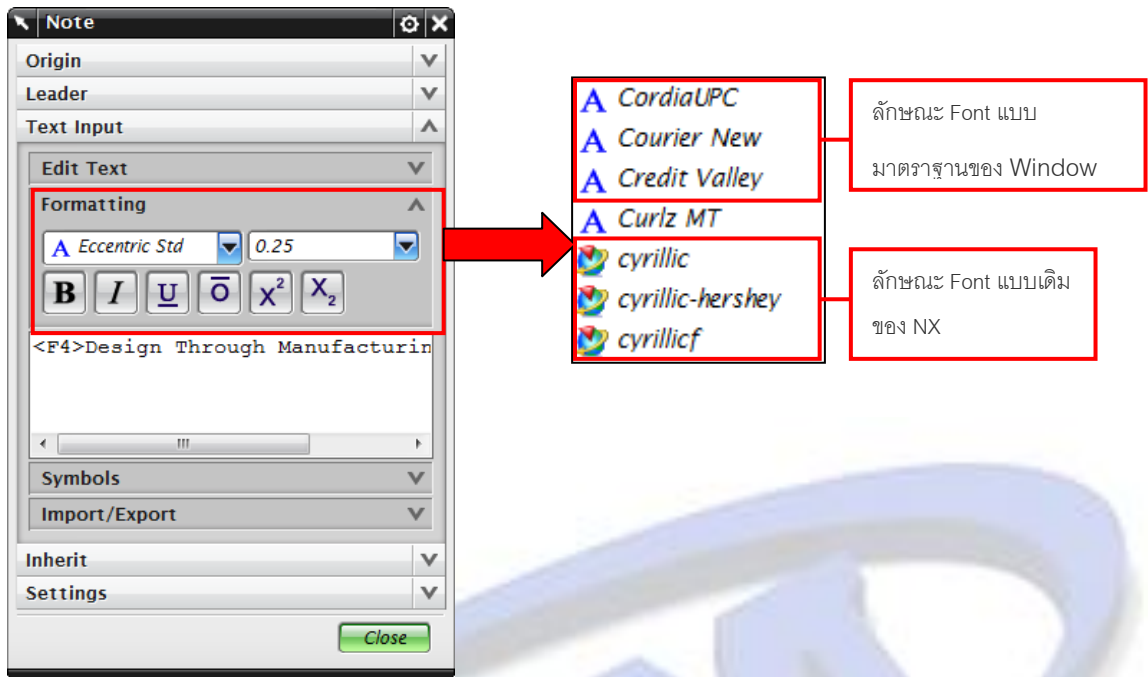 Note
Origin
Leader
Text Input
Edit Text
Formatting
A Eccentric Std 0.25
B I U O X² X₂
<F4>Design Through Manufacturin
Symbols
Import/Export
Inherit
Settings
Close
A CordiaUPC
A Courier New
A Credit Valley
A Curlz MT
cyrillic
cyrillic-hershey
cyrillicf
ลักษณะ Font แบบ
มาตราฐานของ Window
ลักษณะ Font แบบเดิม
ของ NX